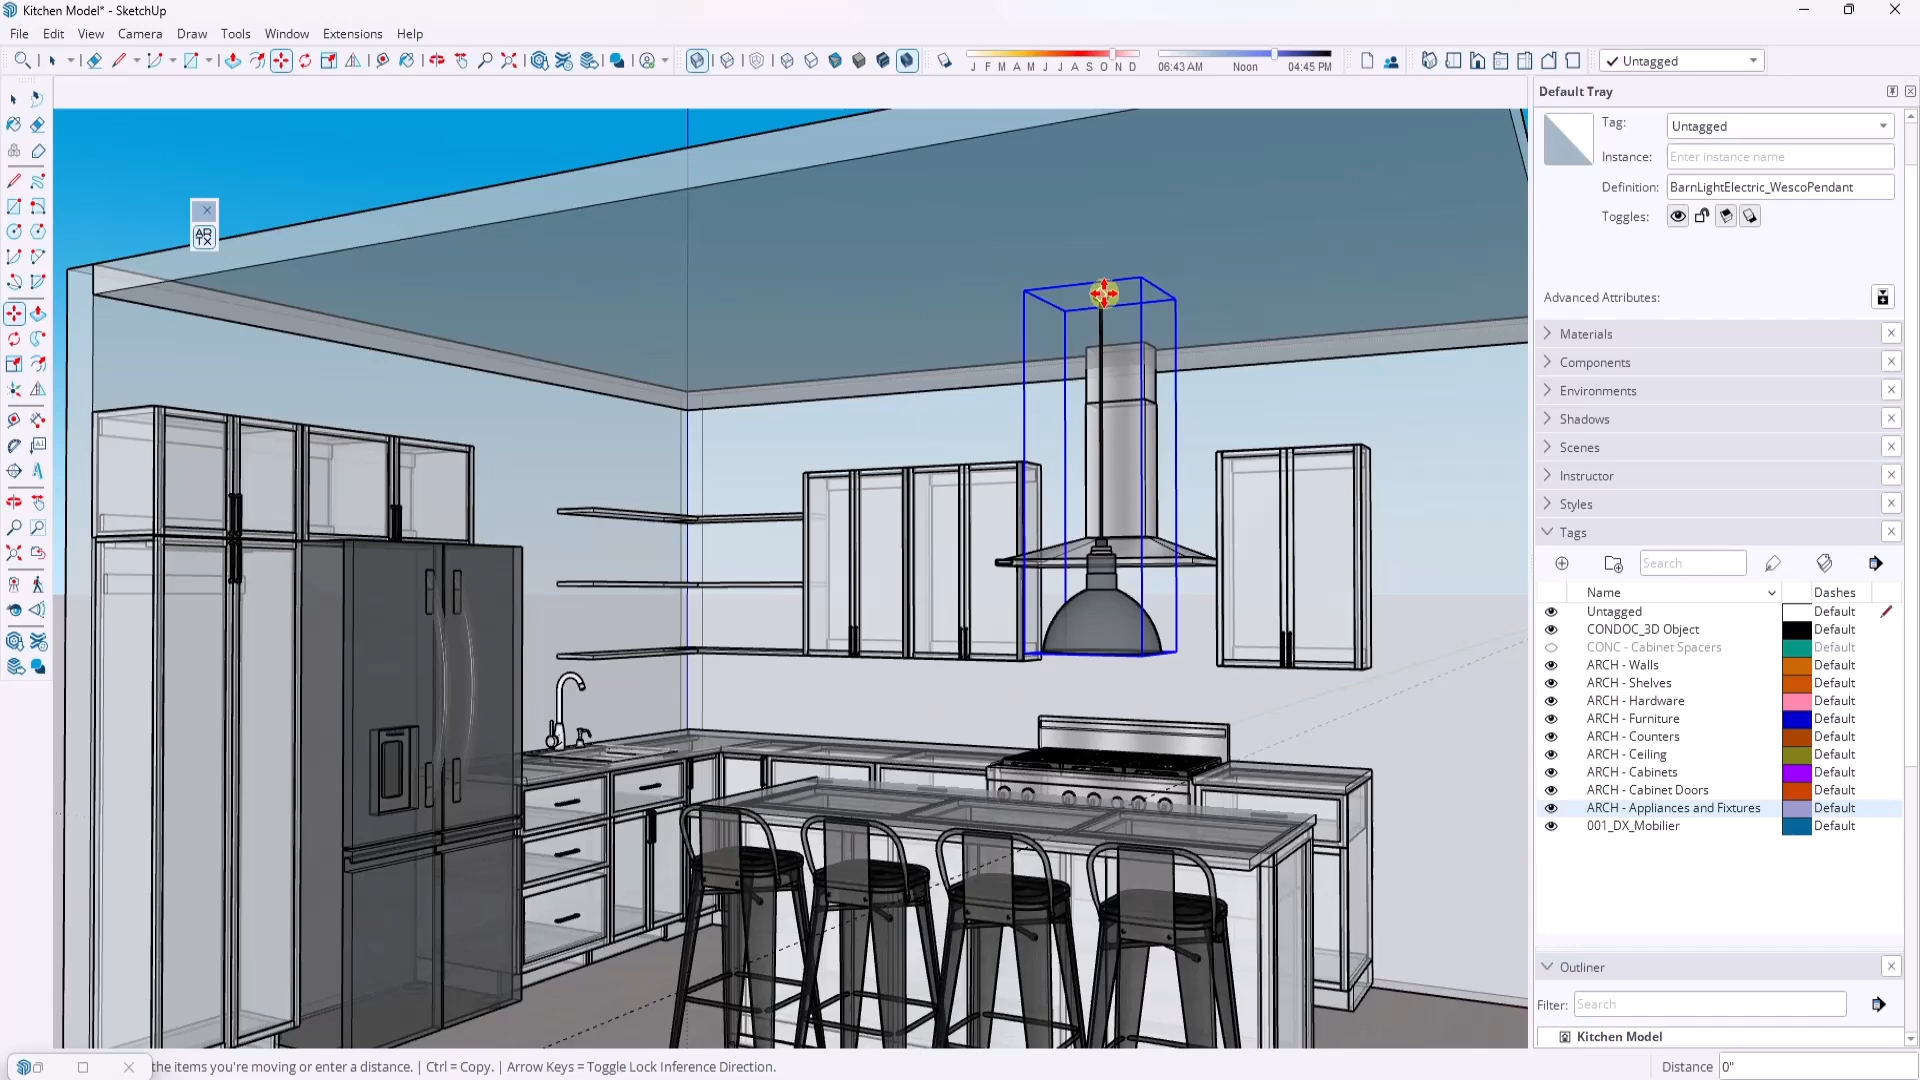 Kitchen Model* - SketchUp
File Edit View Camera Draw Tools Window Extensions Help
J F M A M J J A S O N D 06:43 AM Noon 04:45 PM Untagged
Default Tray
Tag: Untagged
Instance: Enter instance name
Definition: BarnLightElectric_WescoPendant
Toggles:
AR
TX
Advanced Attributes:
Materials
Components
Environments
Shadows
Scenes
Instructor
Styles
Tags
Search
Name Dashes
Untagged Default
CONDOC_3D Object Default
CONC - Cabinet Spacers Default
ARCH - Walls Default
ARCH - Shelves Default
ARCH - Hardware Default
ARCH - Furniture Default
ARCH - Counters Default
ARCH - Ceiling Default
ARCH - Cabinets Default
ARCH - Cabinet Doors Default
ARCH - Appliances and Fixtures Default
001_DX_Mobilier Default
Outliner
Filter: Search
Kitchen Model
the items you're moving or enter a distance. | Ctrl = Copy. | Arrow Keys = Toggle Lock Inference Direction.
Distance 0"